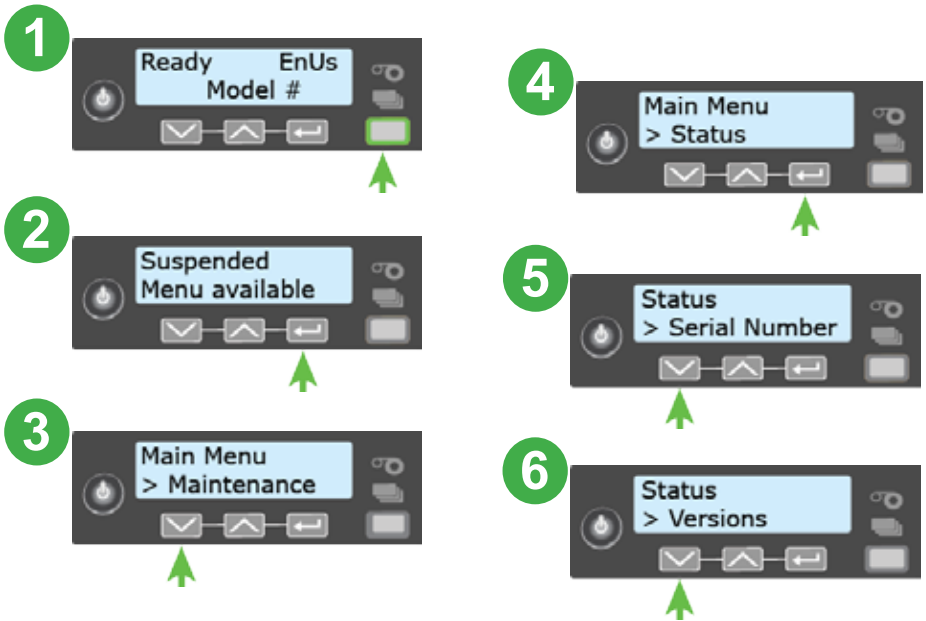 1
Ready EnUs
Model #
2
Suspended
Menu available
3
Main Menu
> Maintenance
4
Main Menu
> Status
5
Status
> Serial Number
6
Status
> Versions